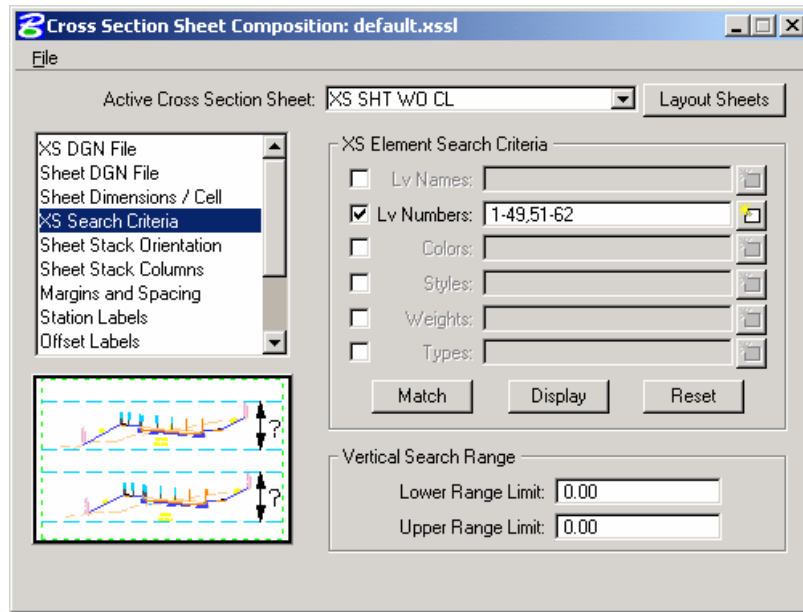 Cross Section Sheet Composition: default.xssl
File
Active Cross Section Sheet: XS SHT WO CL Layout Sheets
XS DGN File
Sheet DGN File
Sheet Dimensions / Cell
XS Search Criteria
Sheet Stack Orientation
Sheet Stack Columns
Margins and Spacing
Station Labels
Offset Labels
XS Element Search Criteria
Lv Names:
Lv Numbers: 1-49,51-62
Colors:
Styles:
Weights:
Types:
Match Display Reset
?
?
Vertical Search Range
Lower Range Limit: 0.00
Upper Range Limit: 0.00